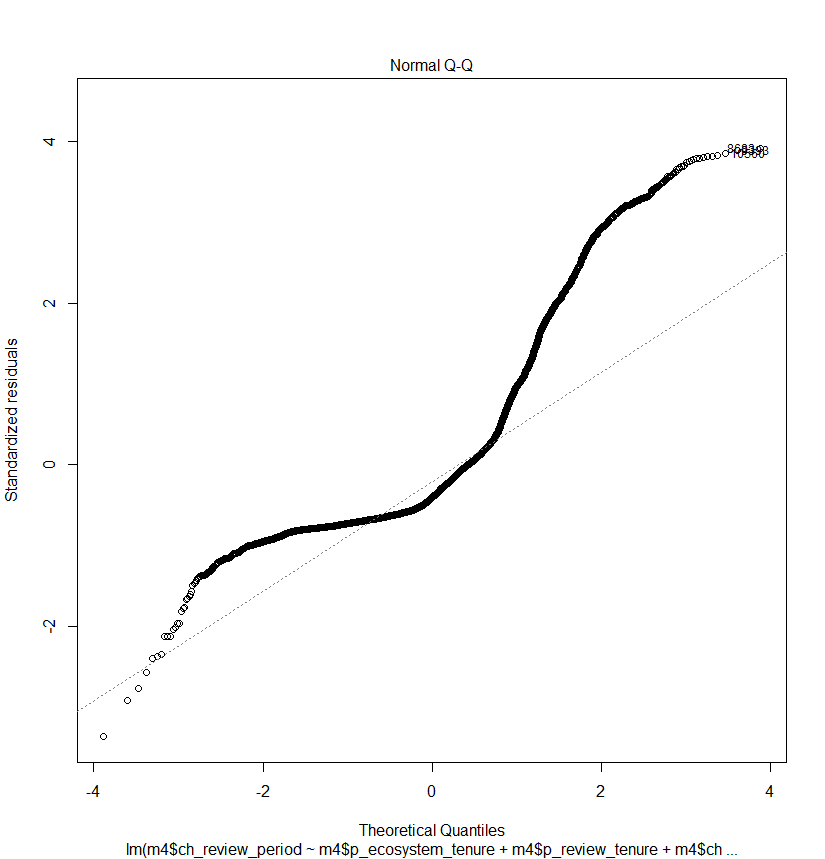 Normal Q-Q
4
2
0
-2
Standardized residuals
-4
-2
0
2
4
Theoretical Quantiles
lm(m4$ch_review_period ~ m4$p_ecosystem_tenure + m4$p_review_tenure + m4$ch ...